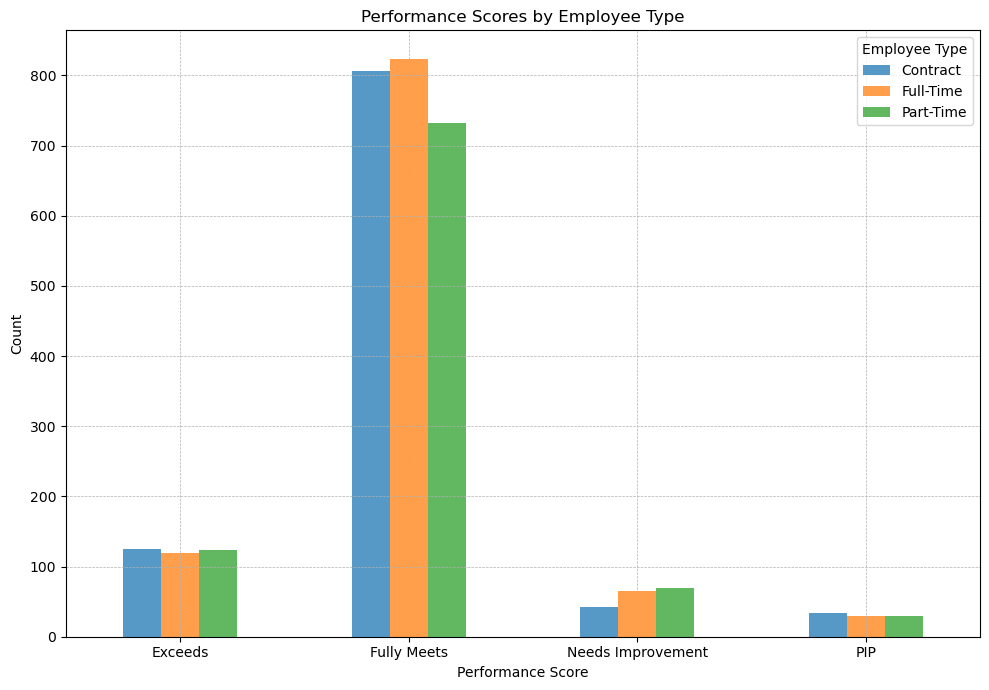 Performance Scores by Employee Type
Employee Type
Contract
Full-Time
Part-Time
Count
800
700
600
500
400
300
200
100
0
Exceeds Fully Meets Needs Improvement PIP
Performance Score